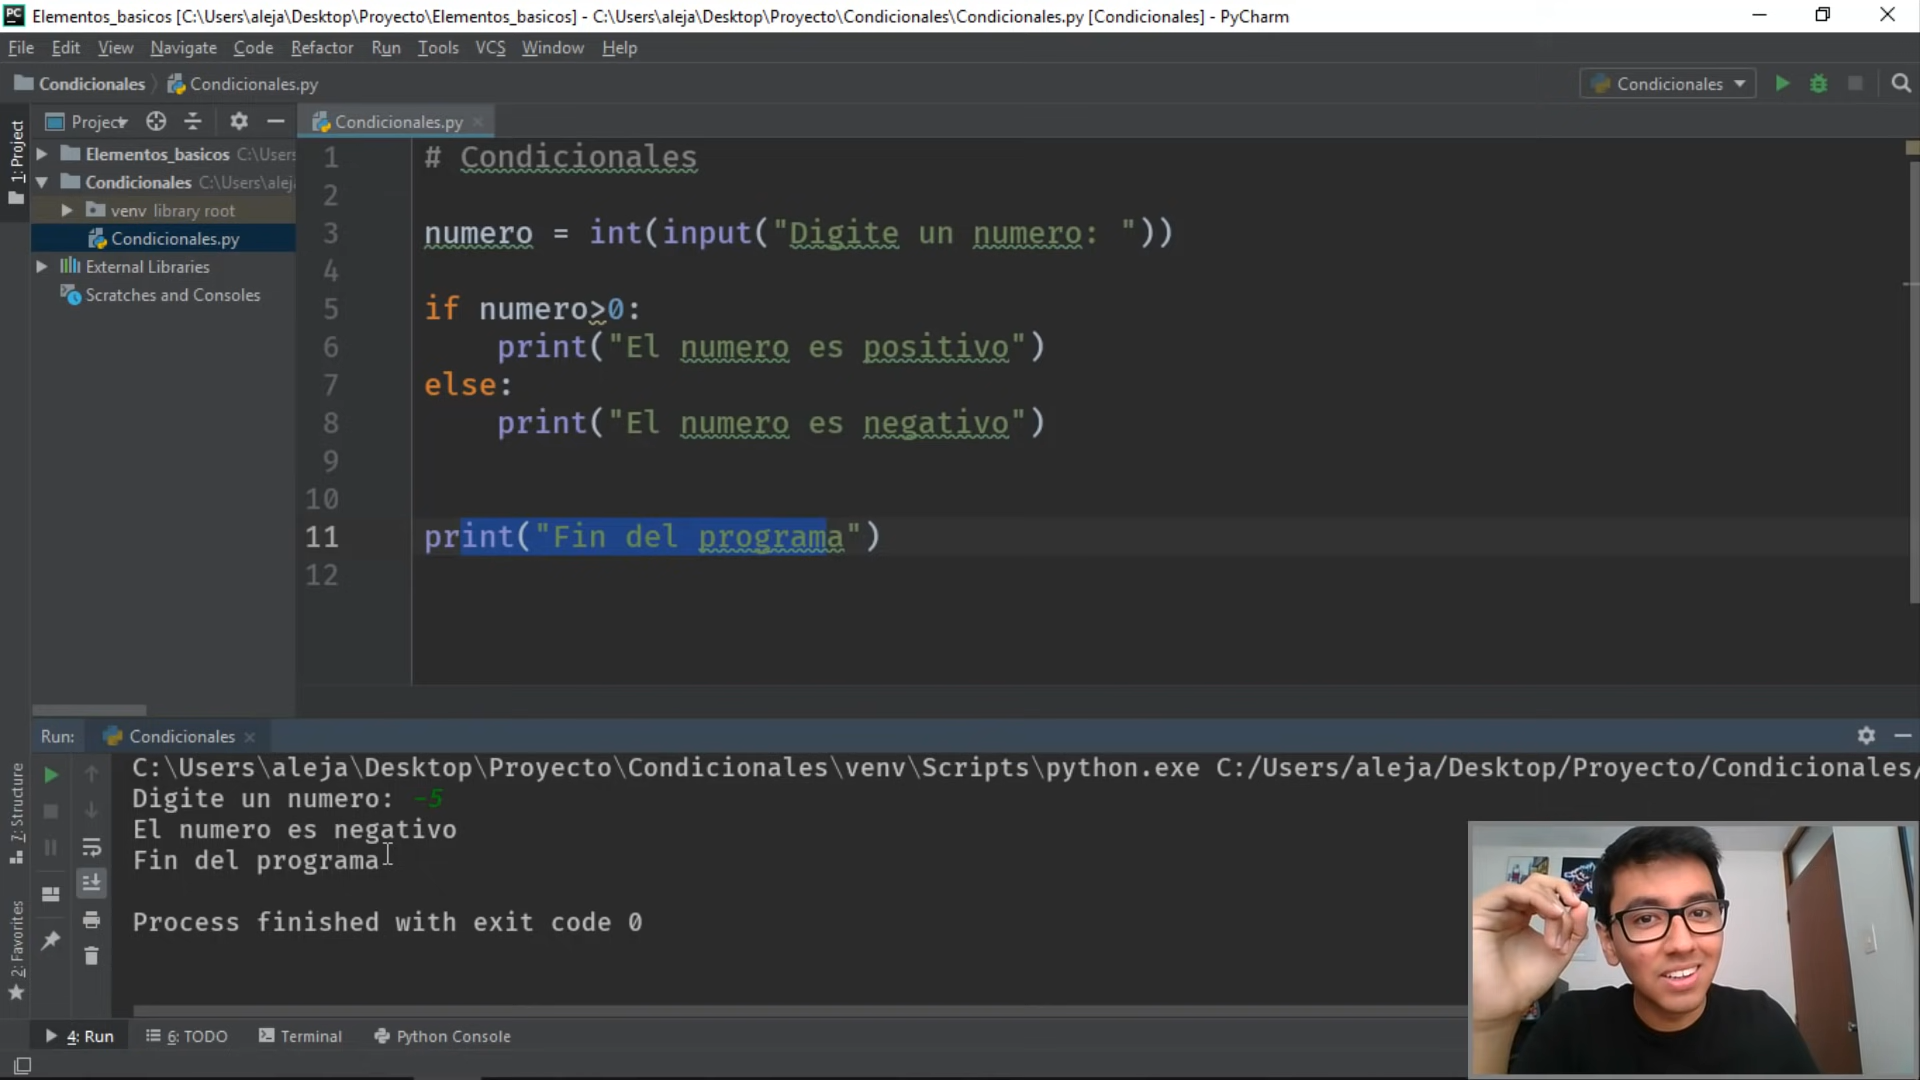 PC Elementos_basicos [C:\Users\aleja\Desktop\Proyecto\Elementos_basicos] - C:\Users\aleja\Desktop\Proyecto\Condicionales\Condicionales.py [Condicionales] - PyCharm
File Edit View Navigate Code Refactor Run Tools VCS Window Help
Condicionales Condicionales.py Condicionales
1: Project
Project Condicionales.py
Elementos_basicos C:\Users
Condicionales C:\Users\aleja
venv library root
Condicionales.py
External Libraries
Scratches and Consoles
1 # Condicionales
2
3 numero = int(input("Digite un numero: "))
4
5 if numero>0:
6 print("El numero es positivo")
7 else:
8 print("El numero es negativo")
9
10
11 print("Fin del programa")
12
Run: Condicionales
7: Structure
2: Favorites
C:\Users\aleja\Desktop\Proyecto\Condicionales\venv\Scripts\python.exe C:/Users/aleja/Desktop/Proyecto/Condicionales/
Digite un numero: -5
El numero es negativo
Fin del programa
Process finished with exit code 0
4: Run 6: TODO Terminal Python Console